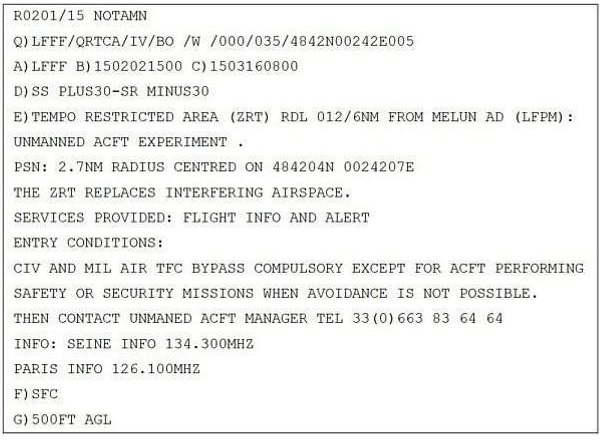 R0201/15 NOTAMN
Q)LFFF/QRTCA/IV/BO /W /000/035/4842N00242E005
A)LFFF B)1502021500 C)1503160800
D)SS PLUS30-SR MINUS30
E)TEMPO RESTRICTED AREA (ZRT) RDL 012/6NM FROM MELUN AD (LFPM):
UNMANNED ACFT EXPERIMENT .
PSN: 2.7NM RADIUS CENTRED ON 484204N 0024207E
THE ZRT REPLACES INTERFERING AIRSPACE.
SERVICES PROVIDED: FLIGHT INFO AND ALERT
ENTRY CONDITIONS:
CIV AND MIL AIR TFC BYPASS COMPULSORY EXCEPT FOR ACFT PERFORMING
SAFETY OR SECURITY MISSIONS WHEN AVOIDANCE IS NOT POSSIBLE.
THEN CONTACT UNMANED ACFT MANAGER TEL 33(0)663 83 64 64
INFO: SEINE INFO 134.300MHZ
PARIS INFO 126.100MHZ
F)SFC
G)500FT AGL